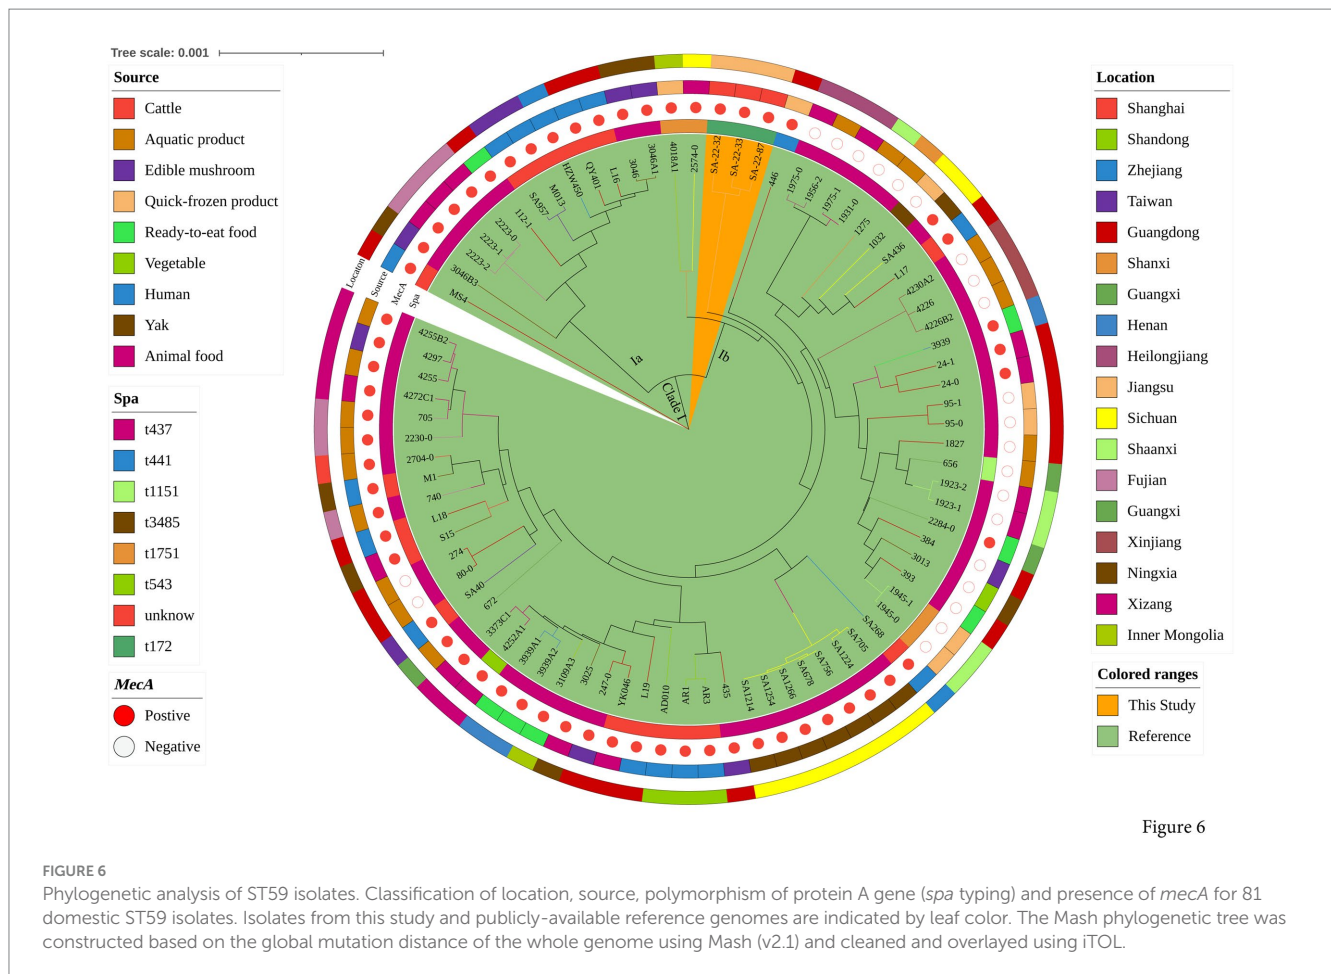 Tree scale: 0.001
Source
Cattle
Aquatic product
Edible mushroom
Quick-frozen product
Ready-to-eat food
Vegetable
Human
Yak
Animal food
Spa
t437
t441
t1151
t3485
t1751
t543
unknow
t172
MecA
Postive
Negative
Locaton
Source
MecA
Spa
MS4
3046B3
2223-2
2223-1
2223-0
112-1
SA957
M013
HZW450
QY401
L16
3046
3046A1
4018A1
2574-0
SA-22-32
SA-22-33
SA-22-87
446
1975-0
1956-2
1975-1
1931-0
1275
1032
SA436
L17
4230A2
4226
4226B2
3939
24-1
24-0
95-1
95-0
1827
656
1923-2
1923-1
2284-0
384
3013
393
1945-1
1945-0
SA268
SA705
SA1224
SA756
SA678
SA1266
SA1254
SA1214
435
AR3
AR1
AD010
L19
YK046
247-0
3025
3109A3
3939A2
3939A1
4252A1
3373C1
672
SA40
80-0
274
S15
L18
740
M1
2704-0
2230-0
705
4272C1
4255
4297
4255B2
Ia
Ib
Clade I
Location
Shanghai
Shandong
Zhejiang
Taiwan
Guangdong
Shanxi
Guangxi
Henan
Heilongjiang
Jiangsu
Sichuan
Shaanxi
Fujian
Guangxi
Xinjiang
Ningxia
Xizang
Inner Mongolia
Colored ranges
This Study
Reference
Figure 6
FIGURE 6
Phylogenetic analysis of ST59 isolates. Classification of location, source, polymorphism of protein A gene (spa typing) and presence of mecA for 81
domestic ST59 isolates. Isolates from this study and publicly-available reference genomes are indicated by leaf color. The Mash phylogenetic tree was
constructed based on the global mutation distance of the whole genome using Mash (v2.1) and cleaned and overlayed using iTOL.